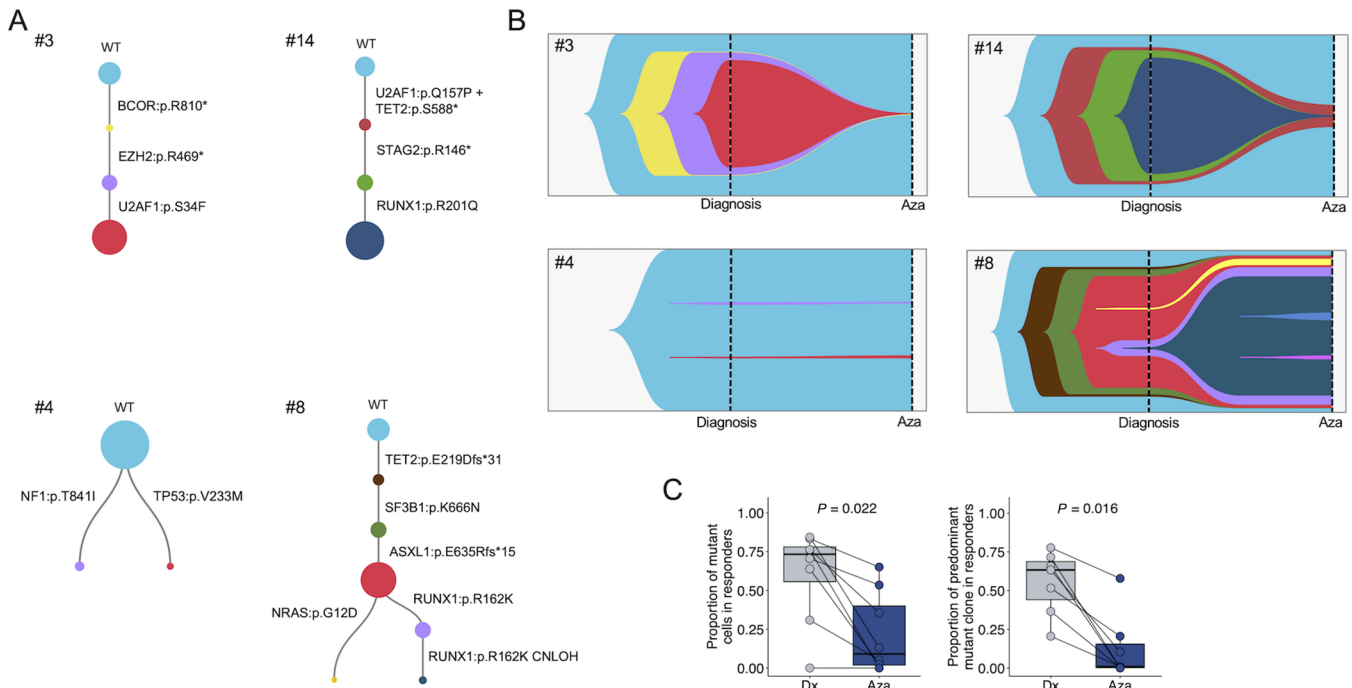 A
#3
WT
BCOR:p.R810*
EZH2:p.R469*
U2AF1:p.S34F
#14
WT
U2AF1:p.Q157P +
TET2:p.S588*
STAG2:p.R146*
RUNX1:p.R201Q
#4
WT
NF1:p.T841I
TP53:p.V233M
#8
WT
TET2:p.E219Dfs*31
SF3B1:p.K666N
ASXL1:p.E635Rfs*15
NRAS:p.G12D
RUNX1:p.R162K
RUNX1:p.R162K CNLOH
B
#3
Diagnosis
Aza
#14
Diagnosis
Aza
#4
Diagnosis
Aza
#8
Diagnosis
Aza
C
Proportion of mutant
cells in responders
1.00
0.75
0.50
0.25
0.00
P = 0.022
Dx
Aza
Proportion of predominant
mutant clone in responders
1.00
0.75
0.50
0.25
0.00
P = 0.016
Dx
Aza